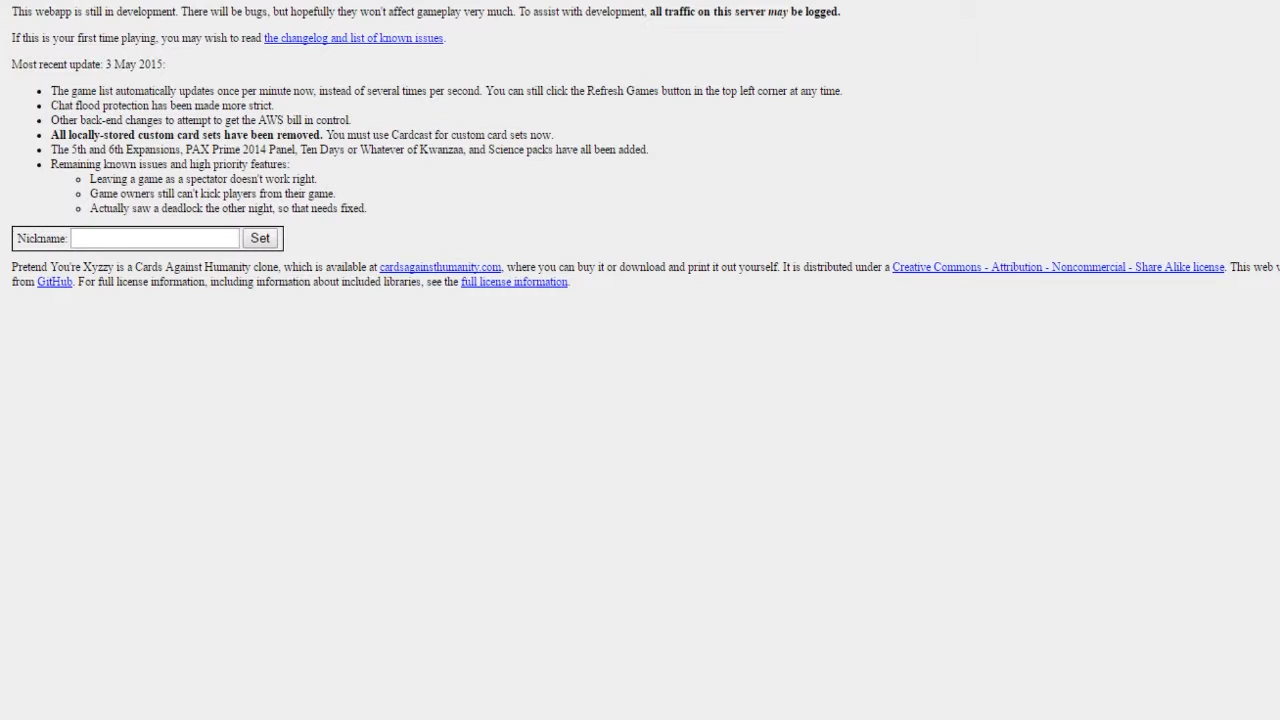 This webapp is still in development. There will be bugs, but hopefully they won't affect gameplay very much. To assist with development, all traffic on this server may be logged.
If this is your first time playing, you may wish to read the changelog and list of known issues.
Most recent update: 3 May 2015:
The game list automatically updates once per minute now, instead of several times per second. You can still click the Refresh Games button in the top left corner at any time.
Chat flood protection has been made more strict.
Other back-end changes to attempt to get the AWS bill in control.
All locally-stored custom card sets have been removed. You must use Cardcast for custom card sets now.
The 5th and 6th Expansions, PAX Prime 2014 Panel, Ten Days or Whatever of Kwanzaa, and Science packs have all been added.
Remaining known issues and high priority features:
Leaving a game as a spectator doesn't work right.
Game owners still can't kick players from their game.
Actually saw a deadlock the other night, so that needs fixed.
Nickname: Set
Pretend You're Xyzzy is a Cards Against Humanity clone, which is available at cardsagainsthumanity.com, where you can buy it or download and print it out yourself. It is distributed under a Creative Commons - Attribution - Noncommercial - Share Alike license. This web
from GitHub. For full license information, including information about included libraries, see the full license information.